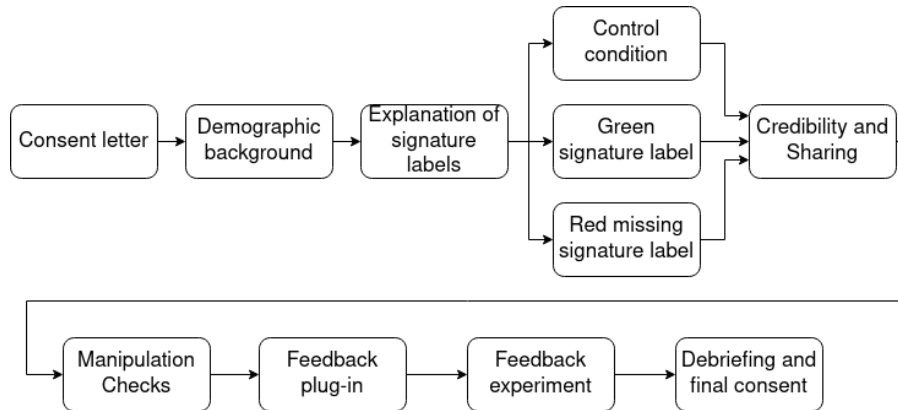 Consent letter
Demographic
background
Explanation of
signature
labels
Control
condition
Green
signature label
Red missing
signature label
Credibility and
Sharing
Manipulation
Checks
Feedback
plug-in
Feedback
experiment
Debriefing and
final consent